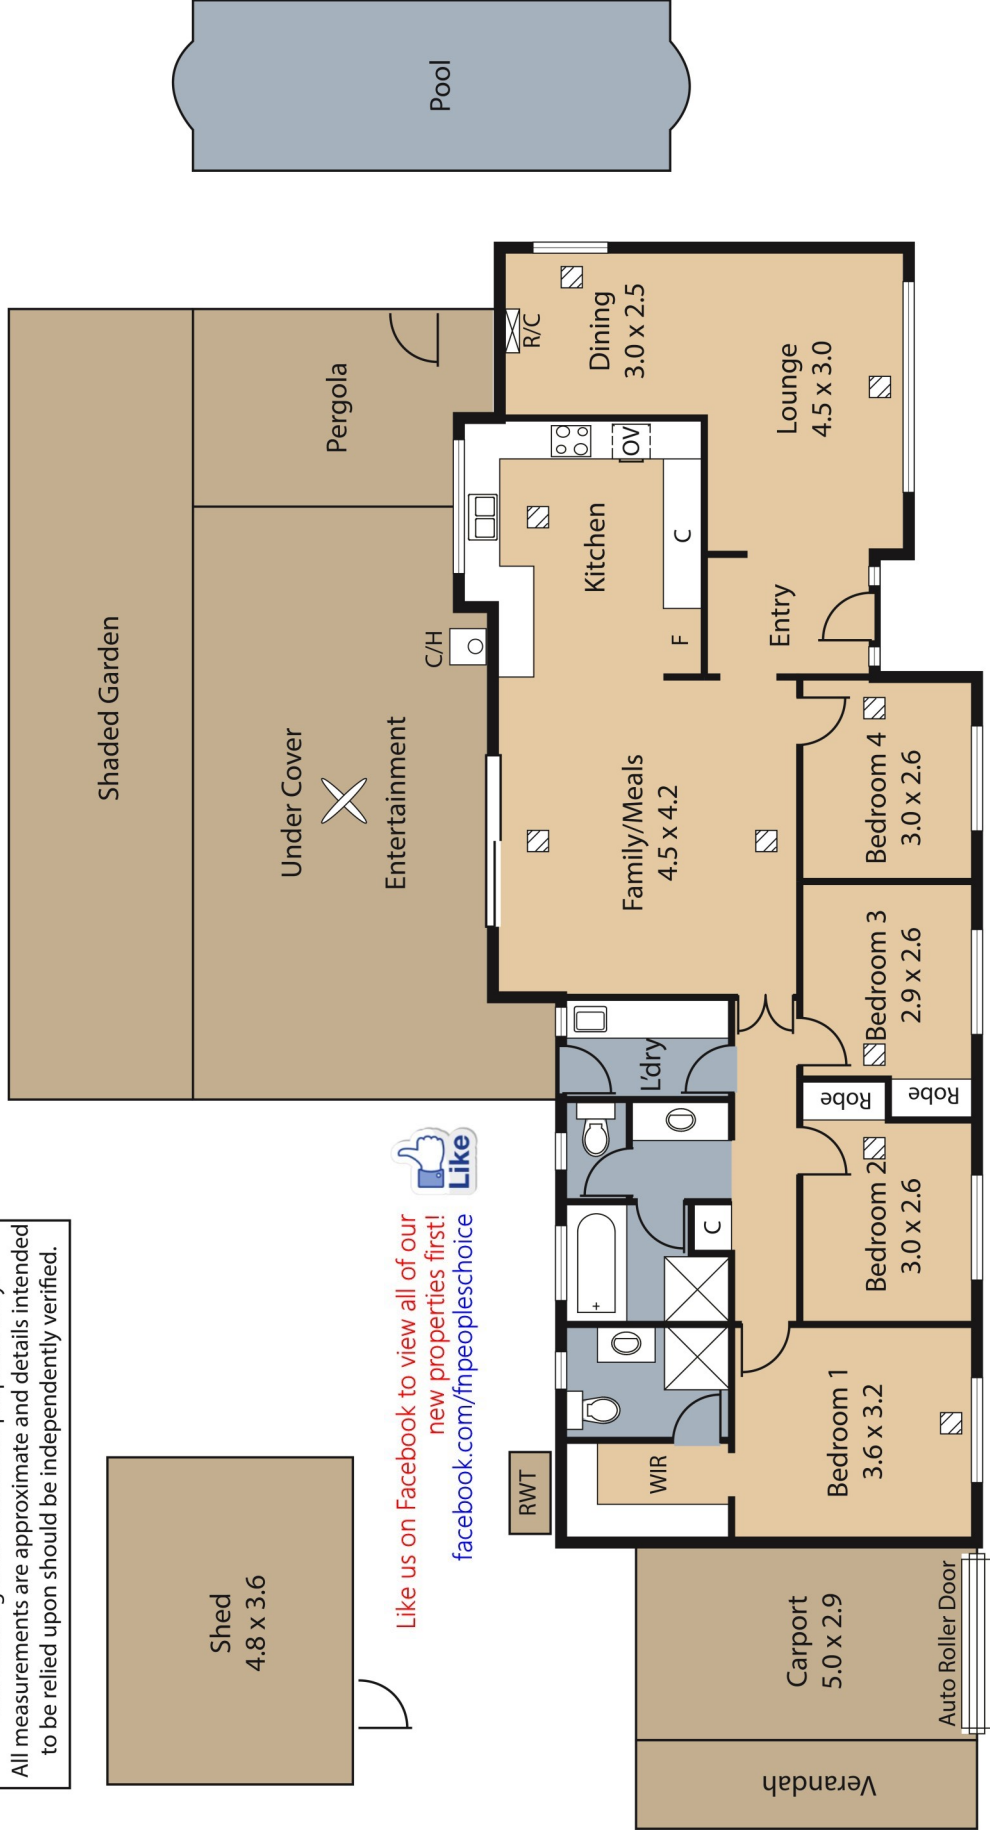 All measurements are approximate and details intended
to be relied upon should be independently verified.
Shed
4.8 x 3.6
Like us on Facebook to view all of our
new properties first!
facebook.com/fnpeopleschoice
Like
Shaded Garden
Under Cover
Entertainment
Pergola
Pool
C/H
RWT
WIR
C
L'dry
Family/Meals
4.5 x 4.2
Kitchen
F
C
OV
R/C
Dining
3.0 x 2.5
Lounge
4.5 x 3.0
Entry
Verandah
Carport
5.0 x 2.9
Auto Roller Door
Bedroom 1
3.6 x 3.2
Bedroom 2
3.0 x 2.6
Robe
Robe
Bedroom 3
2.9 x 2.6
Bedroom 4
3.0 x 2.6